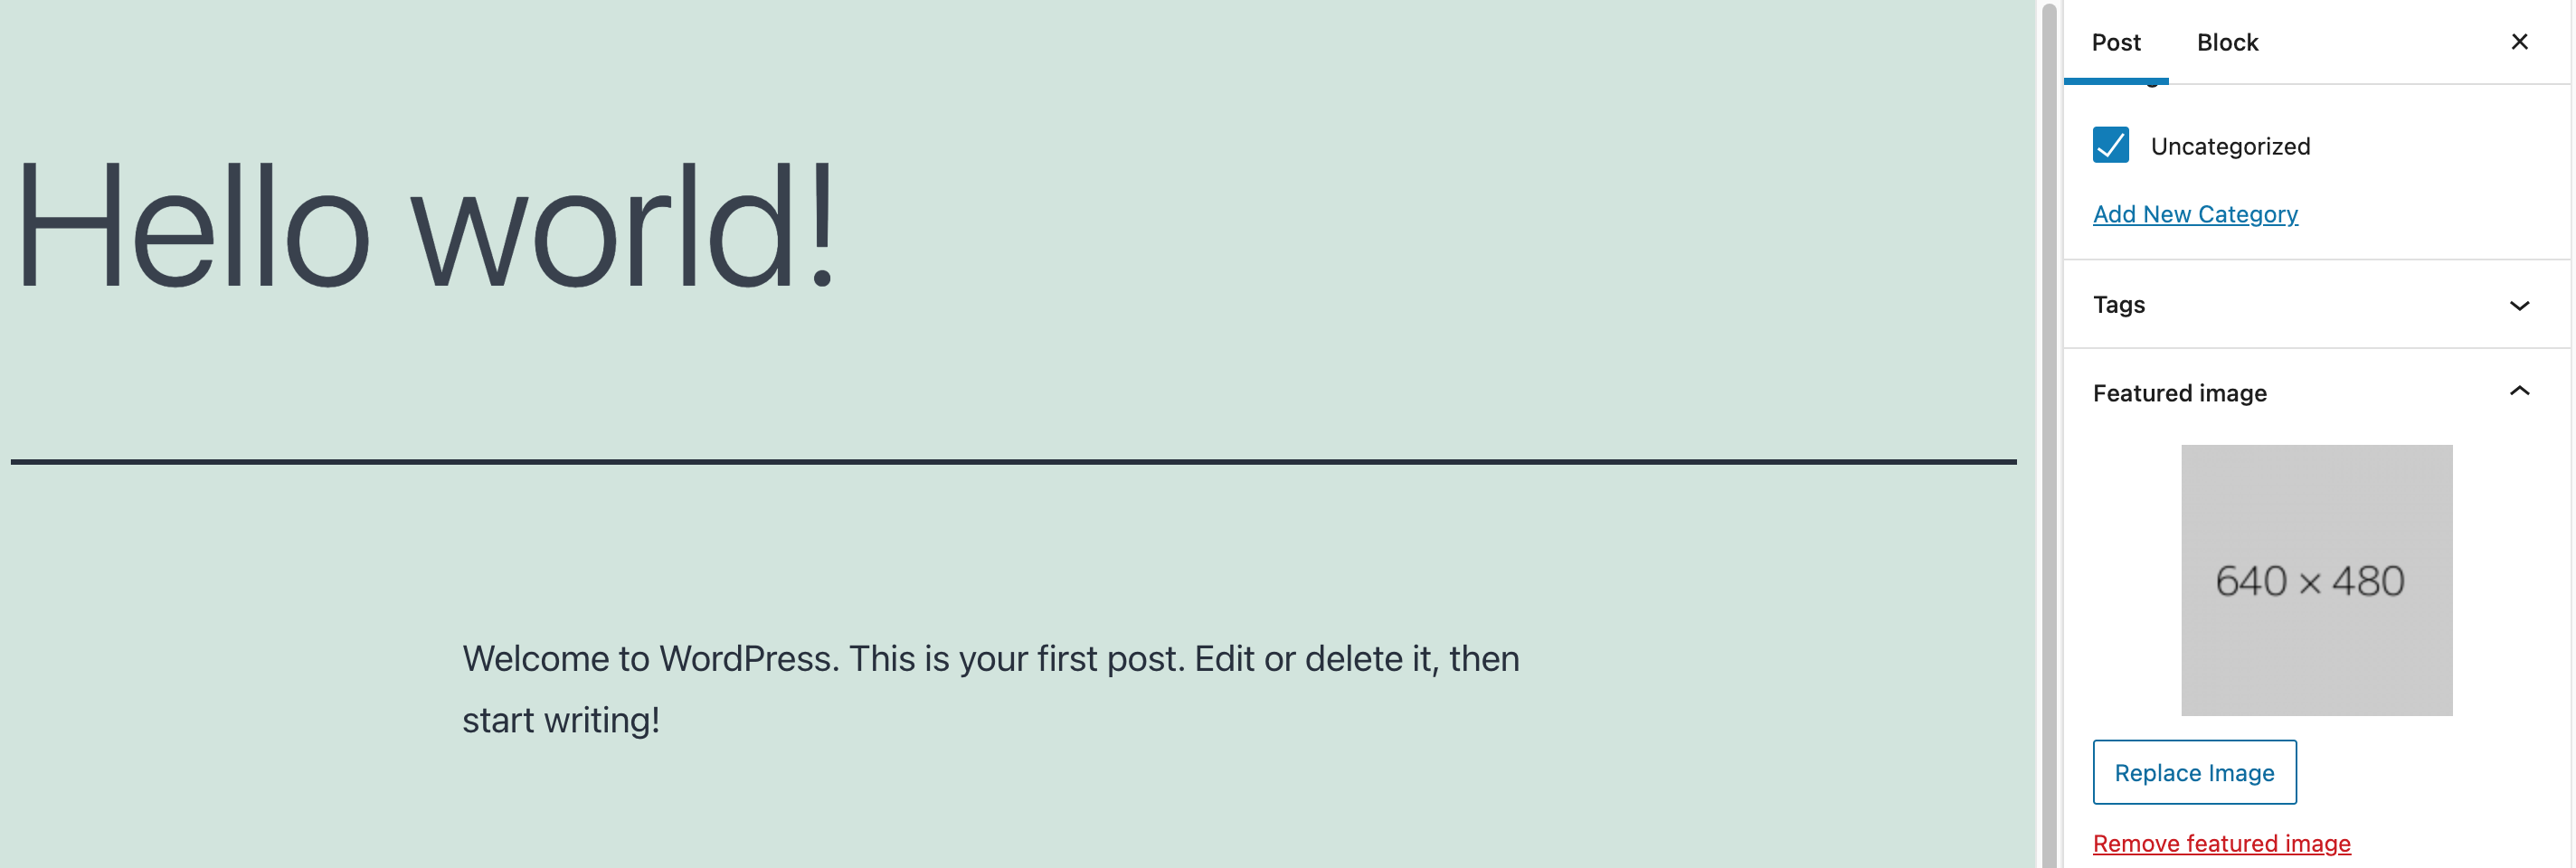 Hello world!
Welcome to WordPress. This is your first post. Edit or delete it, then
start writing!
Post
Block
Uncategorized
Add New Category
Tags
Featured image
640 × 480
Replace Image
Remove featured image